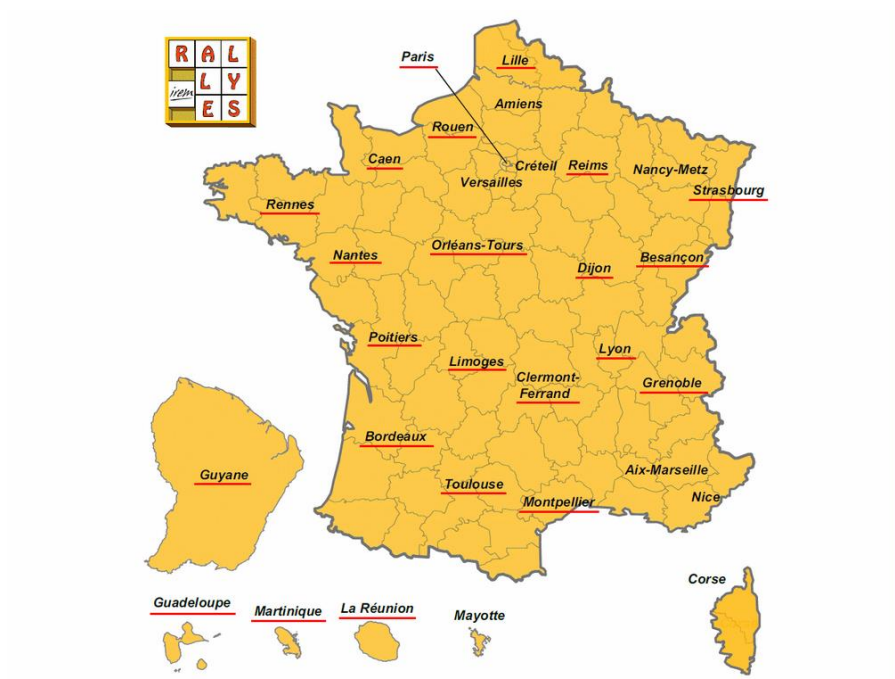 RAL
LY
irem
ES
Paris
Lille
Amiens
Rouen
Caen
Créteil
Reims
Versailles
Nancy-Metz
Strasbourg
Rennes
Orléans-Tours
Nantes
Dijon
Besançon
Poitiers
Limoges
Lyon
Clermont-
Ferrand
Grenoble
Bordeaux
Guyane
Toulouse
Aix-Marseille
Montpellier
Nice
Corse
Guadeloupe
Martinique
La Réunion
Mayotte